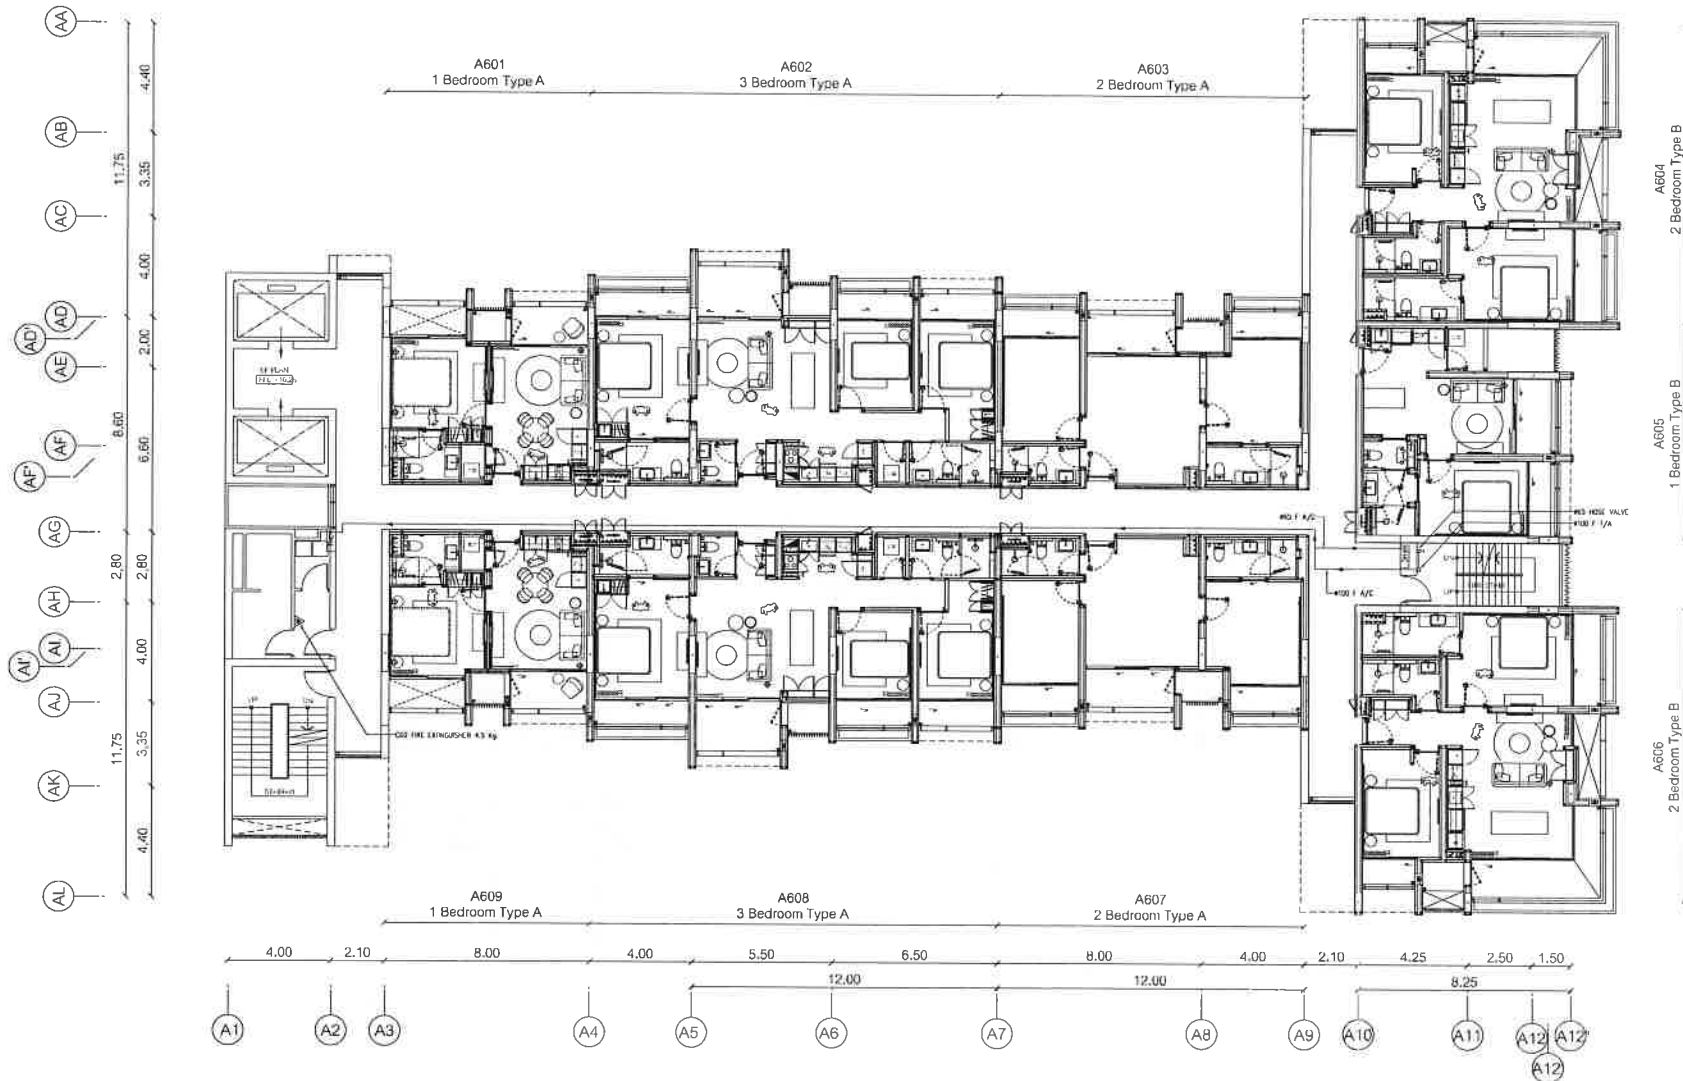 AA
AB
AC
AD
AD'
AE
AF
AF'
AG
AH
AI
AI'
AJ
AK
AL
4.40
11.75
3.35
4.00
2.00
8.60
6.60
2.80
2.80
4.00
11.75
3.35
4.40
A601
1 Bedroom Type A
A602
3 Bedroom Type A
A603
2 Bedroom Type A
A604
2 Bedroom Type B
A605
1 Bedroom Type B
A606
2 Bedroom Type B
UP
UP
CO2 FIRE EXTINGUISHER 4.5 Kg.
HOSE VALVE
A609
1 Bedroom Type A
A608
3 Bedroom Type A
A607
2 Bedroom Type A
4.00
2.10
8.00
4.00
5.50
6.50
8.00
4.00
2.10
4.25
2.50
1.50
12.00
12.00
8.25
A1
A2
A3
A4
A5
A6
A7
A8
A9
A10
A11
A12
A12'
A12"